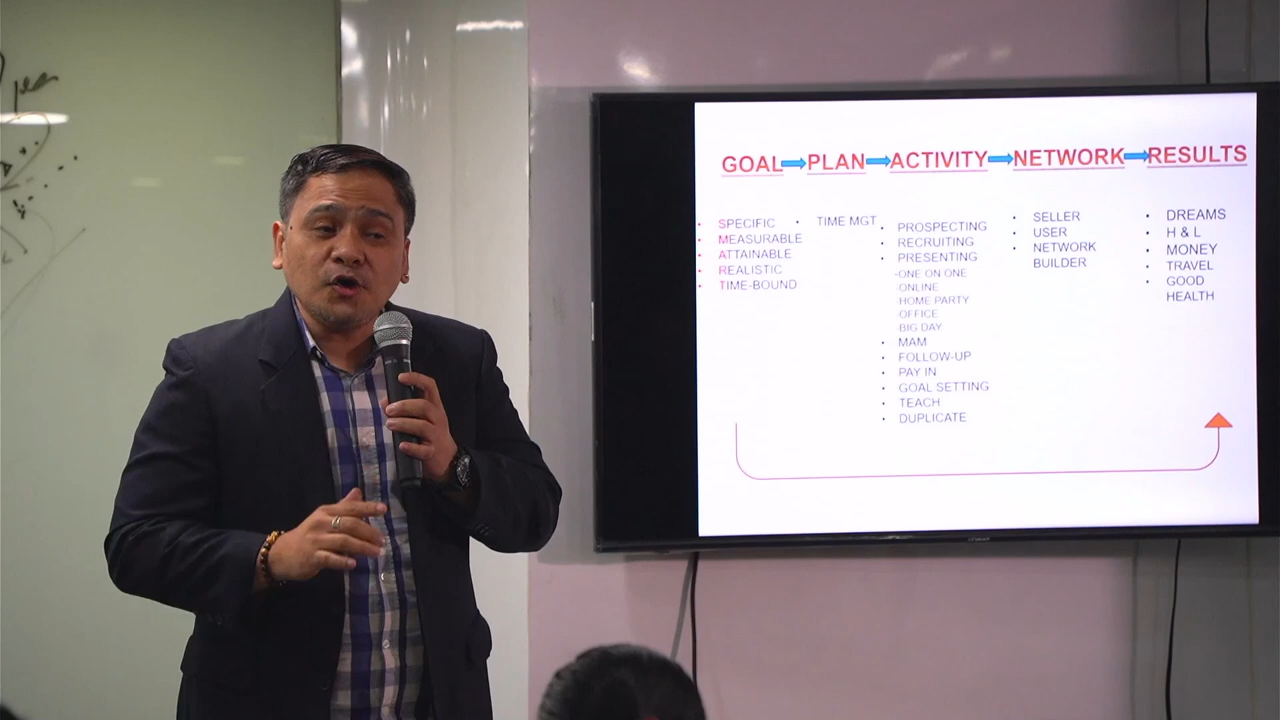 GOAL PLAN ACTIVITY NETWORK RESULTS
• SPECIFIC
• MEASURABLE
• ATTAINABLE
• REALISTIC
• TIME-BOUND
• TIME MGT
• PROSPECTING
• RECRUITING
• PRESENTING
-ONE ON ONE
ONLINE
HOME PARTY
OFFICE
BIG DAY
• MAM
• FOLLOW-UP
• PAY IN
• GOAL SETTING
• TEACH
• DUPLICATE
• SELLER
• USER
• NETWORK
BUILDER
• DREAMS
• H & L
• MONEY
• TRAVEL
• GOOD
HEALTH